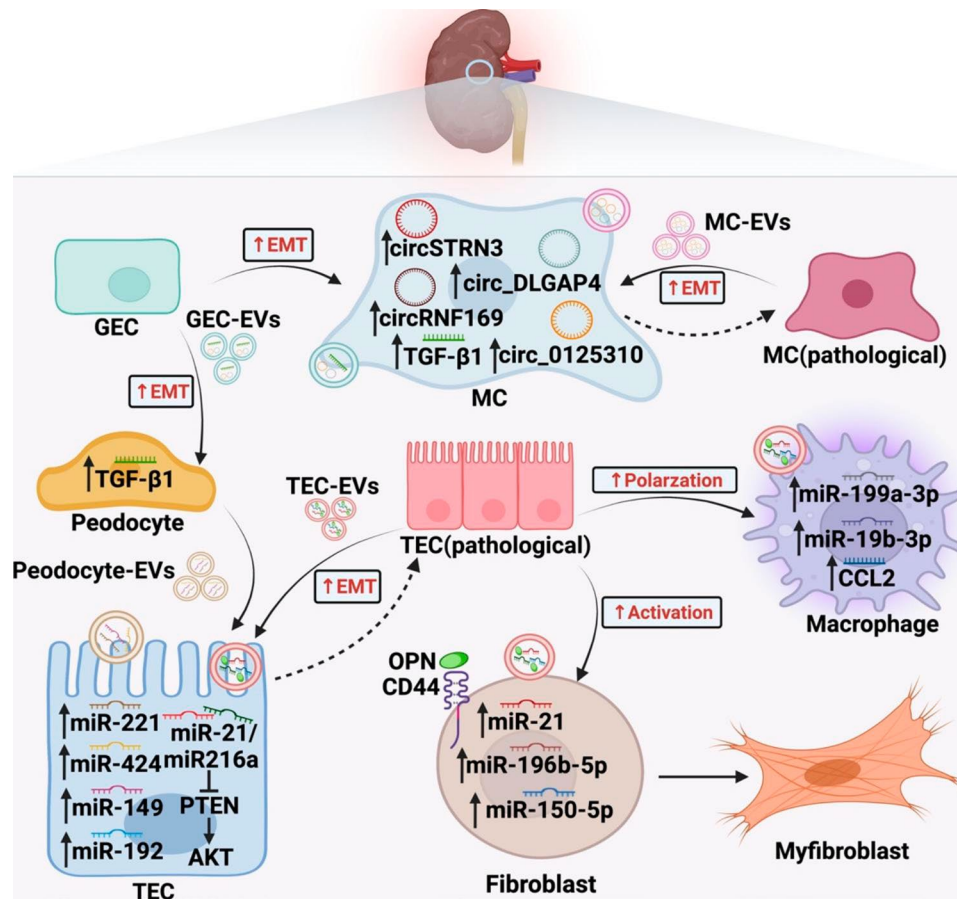 ↑EMT
GEC
GEC-EVs
↑EMT
↑circSTRN3
↑circ_DLGAP4
↑circRNF169
↑TGF-β1
↑circ_0125310
MC
MC-EVs
↑EMT
MC(pathological)
↑TGF-β1
Peodocyte
Peodocyte-EVs
TEC-EVs
↑EMT
TEC(pathological)
↑Polarzation
↑miR-199a-3p
↑miR-19b-3p
↑CCL2
Macrophage
↑Activation
↑miR-221
↑miR-424
↑miR-149
↑miR-192
miR-21/
miR216a
PTEN
AKT
TEC
OPN
CD44
↑miR-21
↑miR-196b-5p
↑miR-150-5p
Fibroblast
Myfibroblast